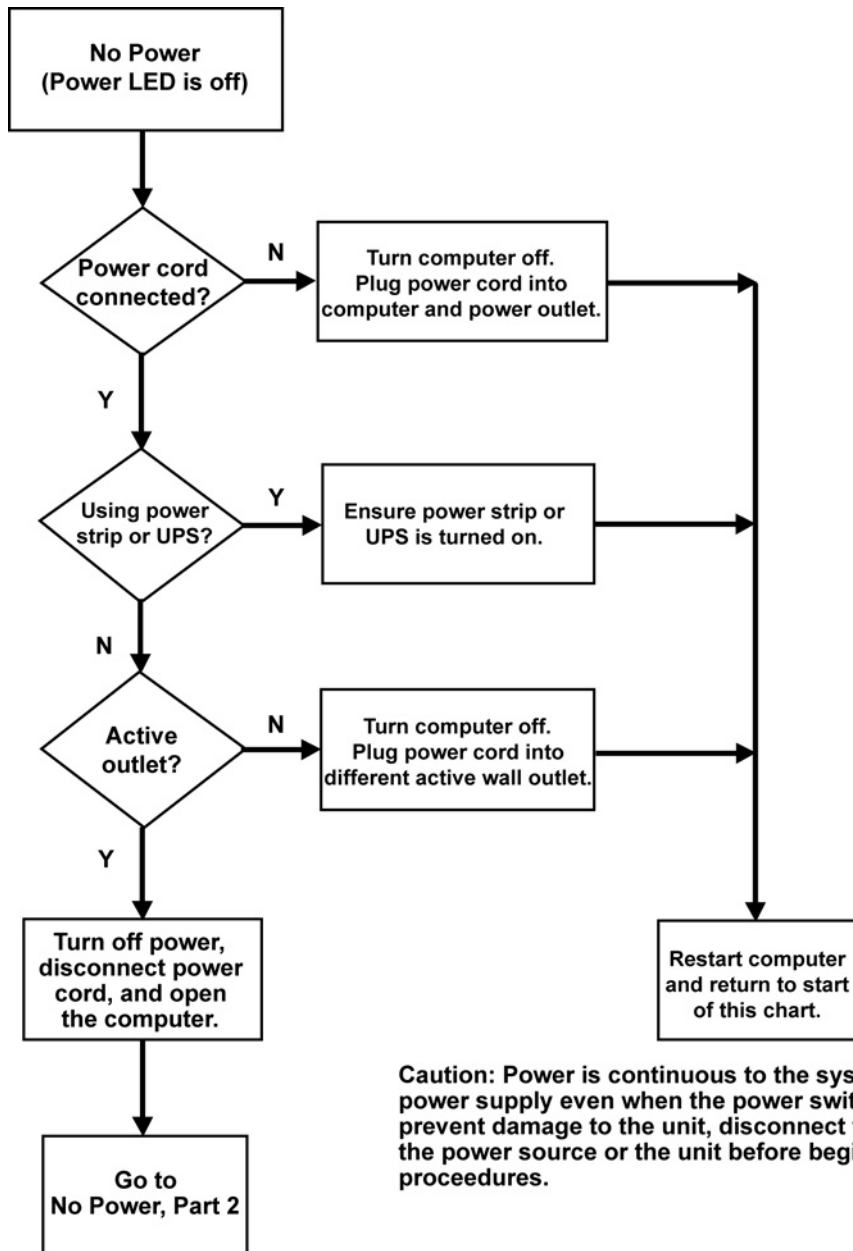 No Power
(Power LED is off)
Power cord
connected?
N
Turn computer off.
Plug power cord into
computer and power outlet.
Y
Using power
strip or UPS?
Y
Ensure power strip or
UPS is turned on.
N
Active
outlet?
N
Turn computer off.
Plug power cord into
different active wall outlet.
Y
Turn off power,
disconnect power
cord, and open
the computer.
Restart computer
and return to start
of this chart.
Caution: Power is continuous to the
power supply even when the power
prevent damage to the unit, disconnect
the power source or the unit before
proceedures.
Go to
No Power, Part 2